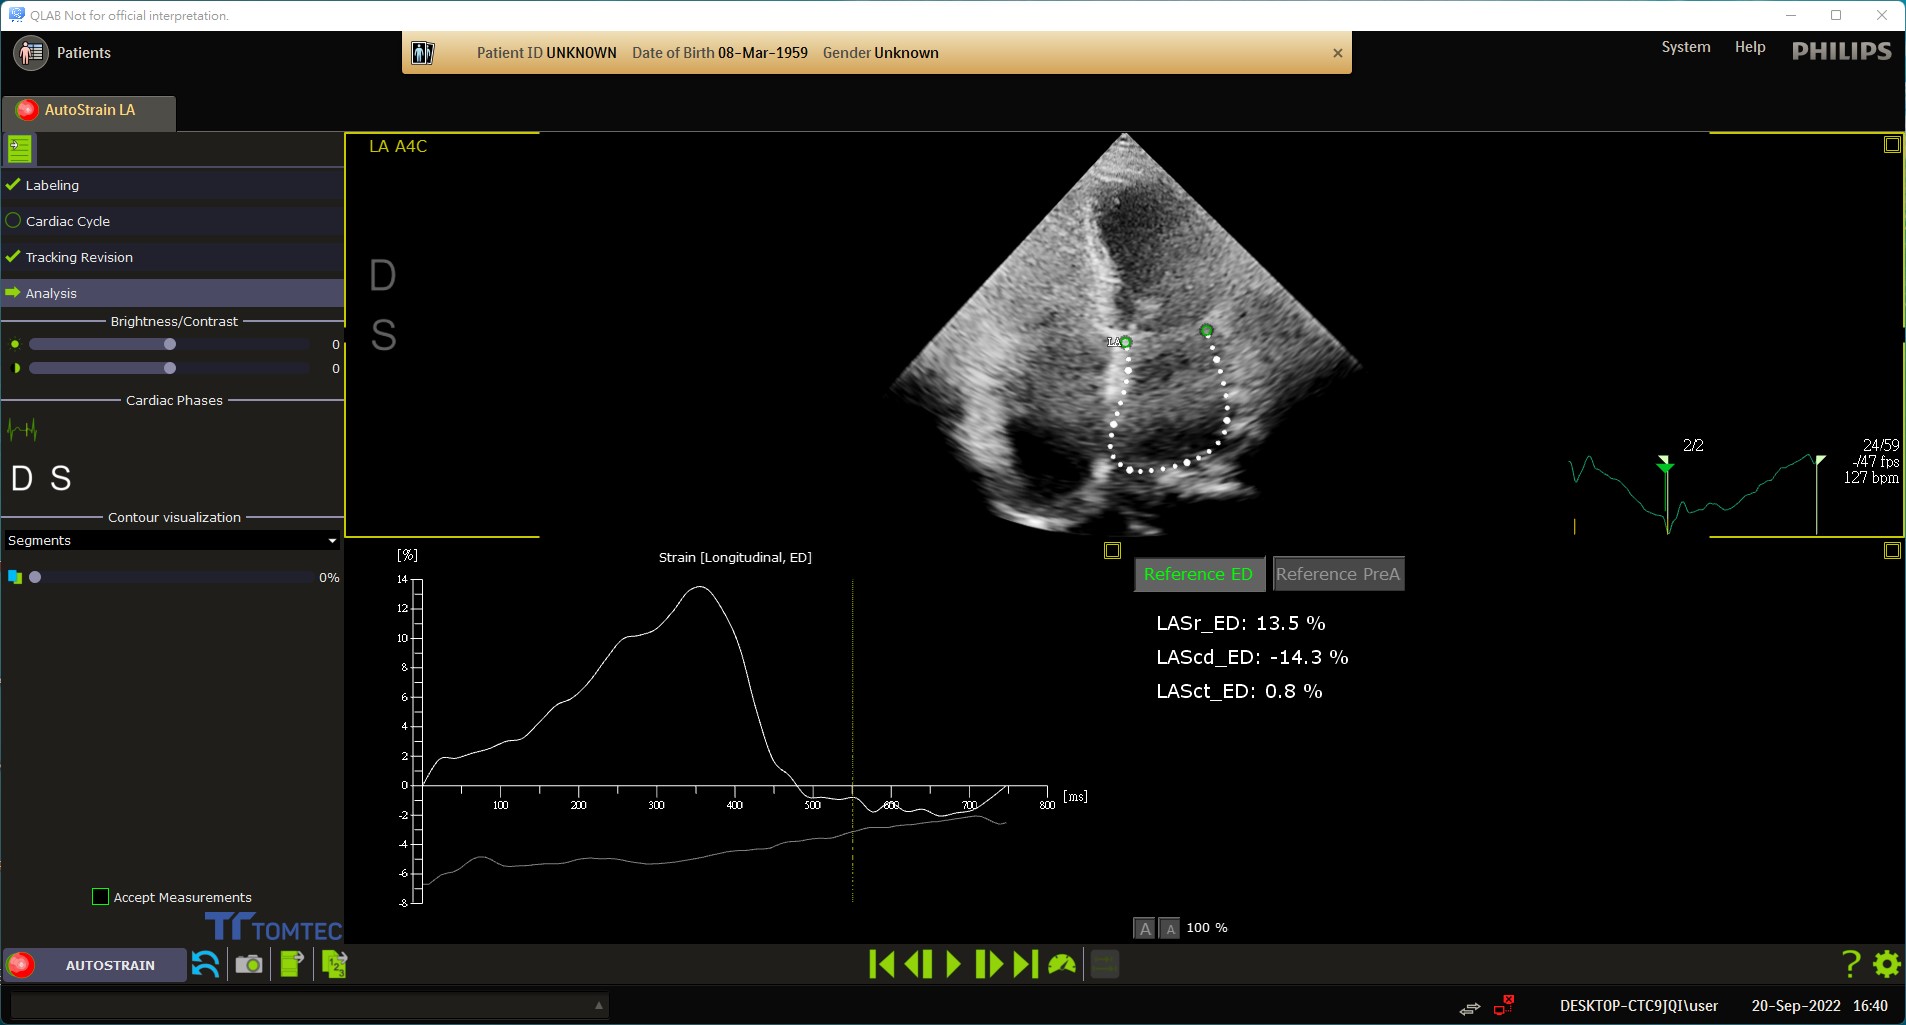 QLAB Not for official interpretation.
Patients
Patient ID UNKNOWN Date of Birth 08-Mar-1959 Gender Unknown
System Help PHILIPS
AutoStrain LA
Labeling
Cardiac Cycle
Tracking Revision
Analysis
Brightness/Contrast
0
0
Cardiac Phases
D S
Contour visualization
Segments
0%
Accept Measurements
TOMTEC
LA A4C
D
S
LA
2/2
24/59
-/47 fps
127 bpm
[%]
Strain [Longitudinal, ED]
14
12
10
8
6
4
2
0
-2
-4
-6
-8
100 200 300 400 500 600 700 800 [ms]
Reference ED Reference PreA
LASr_ED: 13.5 %
LAScd_ED: -14.3 %
LASct_ED: 0.8 %
A A 100 %
AUTOSTRAIN
123
?
DESKTOP-CTC9JQI\user 20-Sep-2022 16:40